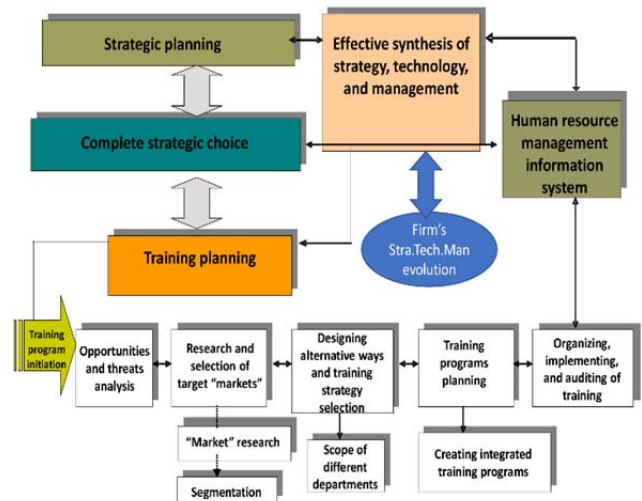 Strategic planning
Effective synthesis of
strategy, technology,
and management
Complete strategic choice
Human resource
management
information
system
Training planning
Firm's
Stra.Tech.Man
evolution
Training
program
initiation
Opportunities
and threats
analysis
Research and
selection of
target “markets”
Designing
alternative ways
and training
strategy
selection
Training
programs
planning
Organizing,
implementing,
and auditing of
training
“Market” research
Segmentation
Scope of
different
departments
Creating integrated
training programs